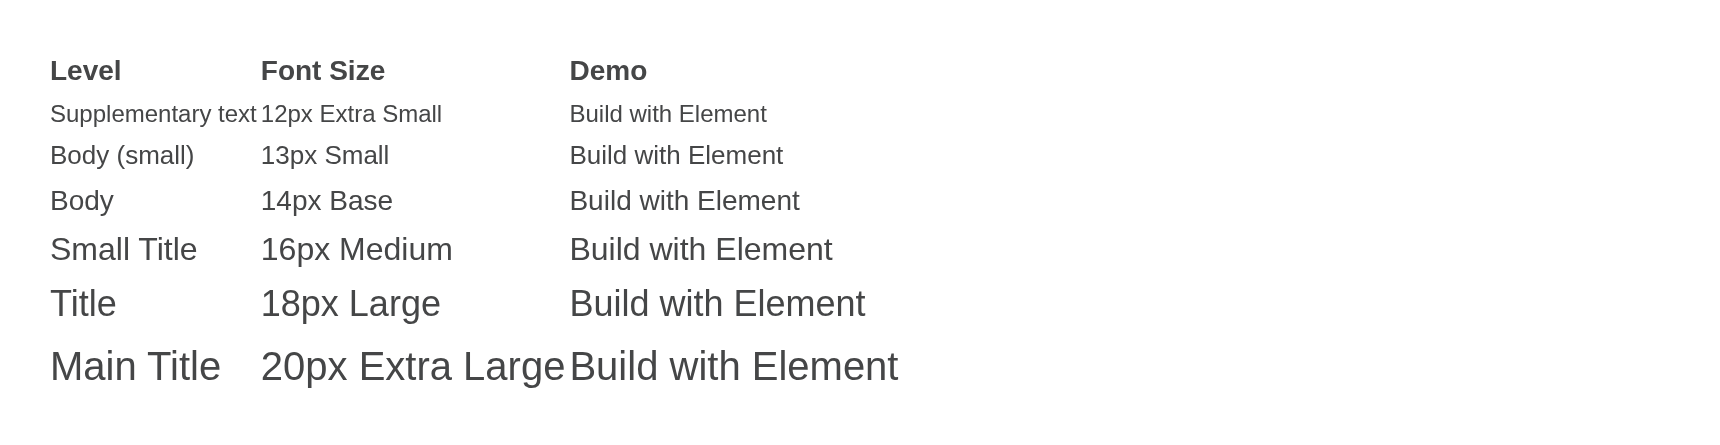 Level Font Size Demo
Supplementary text 12px Extra Small Build with Element
Body (small) 13px Small Build with Element
Body 14px Base Build with Element
Small Title 16px Medium Build with Element
Title 18px Large Build with Element
Main Title 20px Extra Large Build with Element